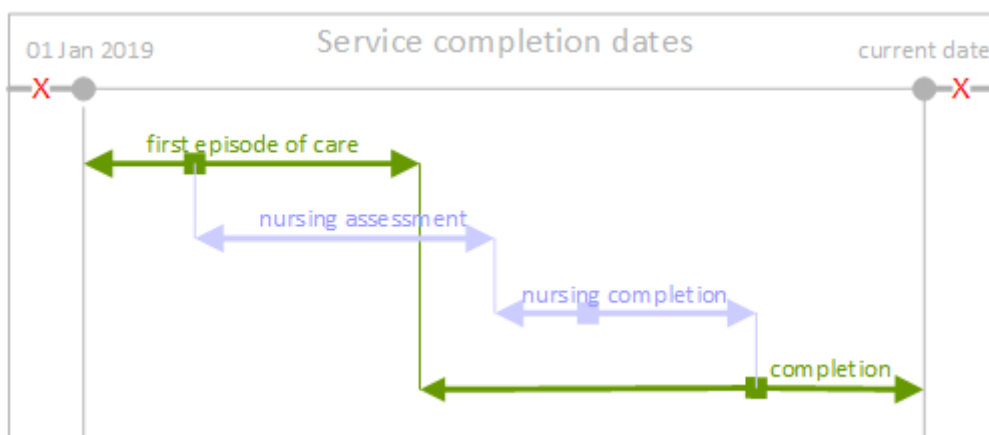 Service completion dates
01 Jan 2019
current date
X
X
first episode of care
nursing assessment
nursing completion
completion